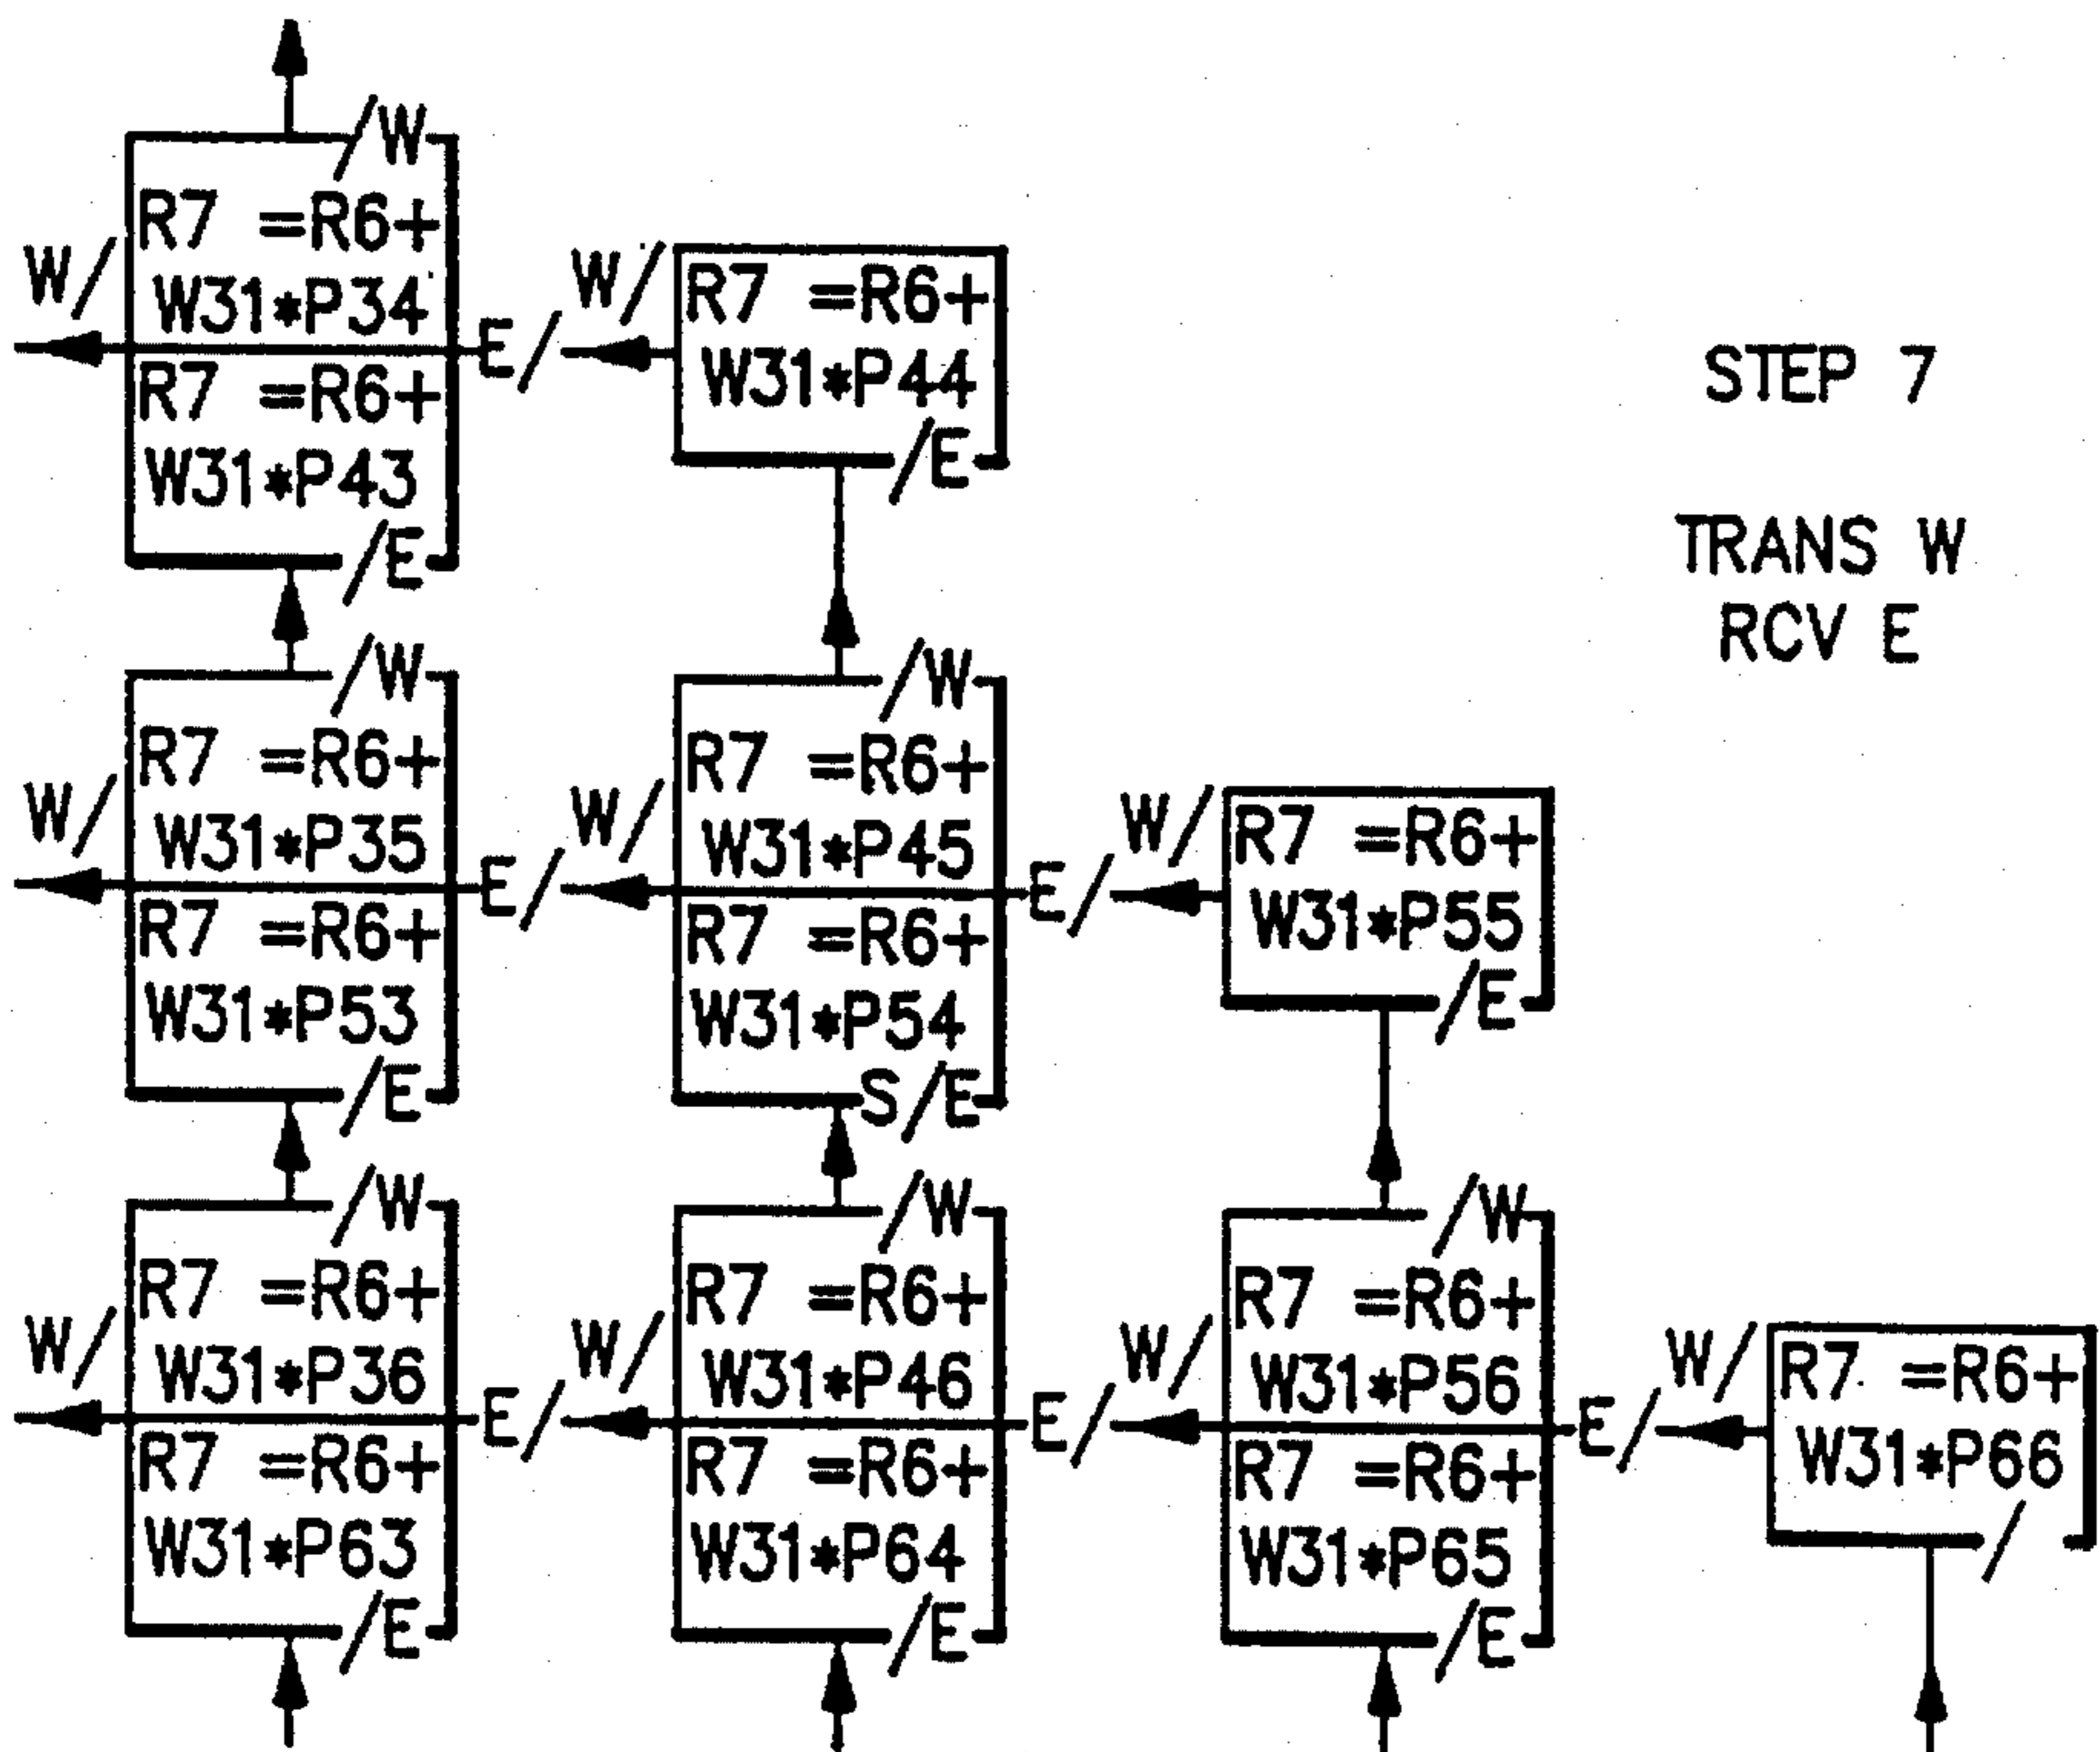 /W
R7 =R6+
W31*P34
W/
E/
R7 =R6+
W31*P43
/E
W/
R7 =R6+
W31*P44
/E
STEP 7
TRANS W
RCV E
/W
R7 =R6+
W31*P35
W/
E/
R7 =R6+
W31*P53
/E
/W
R7 =R6+
W31*P45
W/
E/
R7 =R6+
W31*P54
S/E
W/
R7 =R6+
W31*P55
/E
/W
R7 =R6+
W31*P36
W/
E/
R7 =R6+
W31*P63
/E
/W
R7 =R6+
W31*P46
W/
E/
R7 =R6+
W31*P64
/E
/W
R7 =R6+
W31*P56
W/
E/
R7 =R6+
W31*P65
/E
W/
R7 =R6+
W31*P66
/